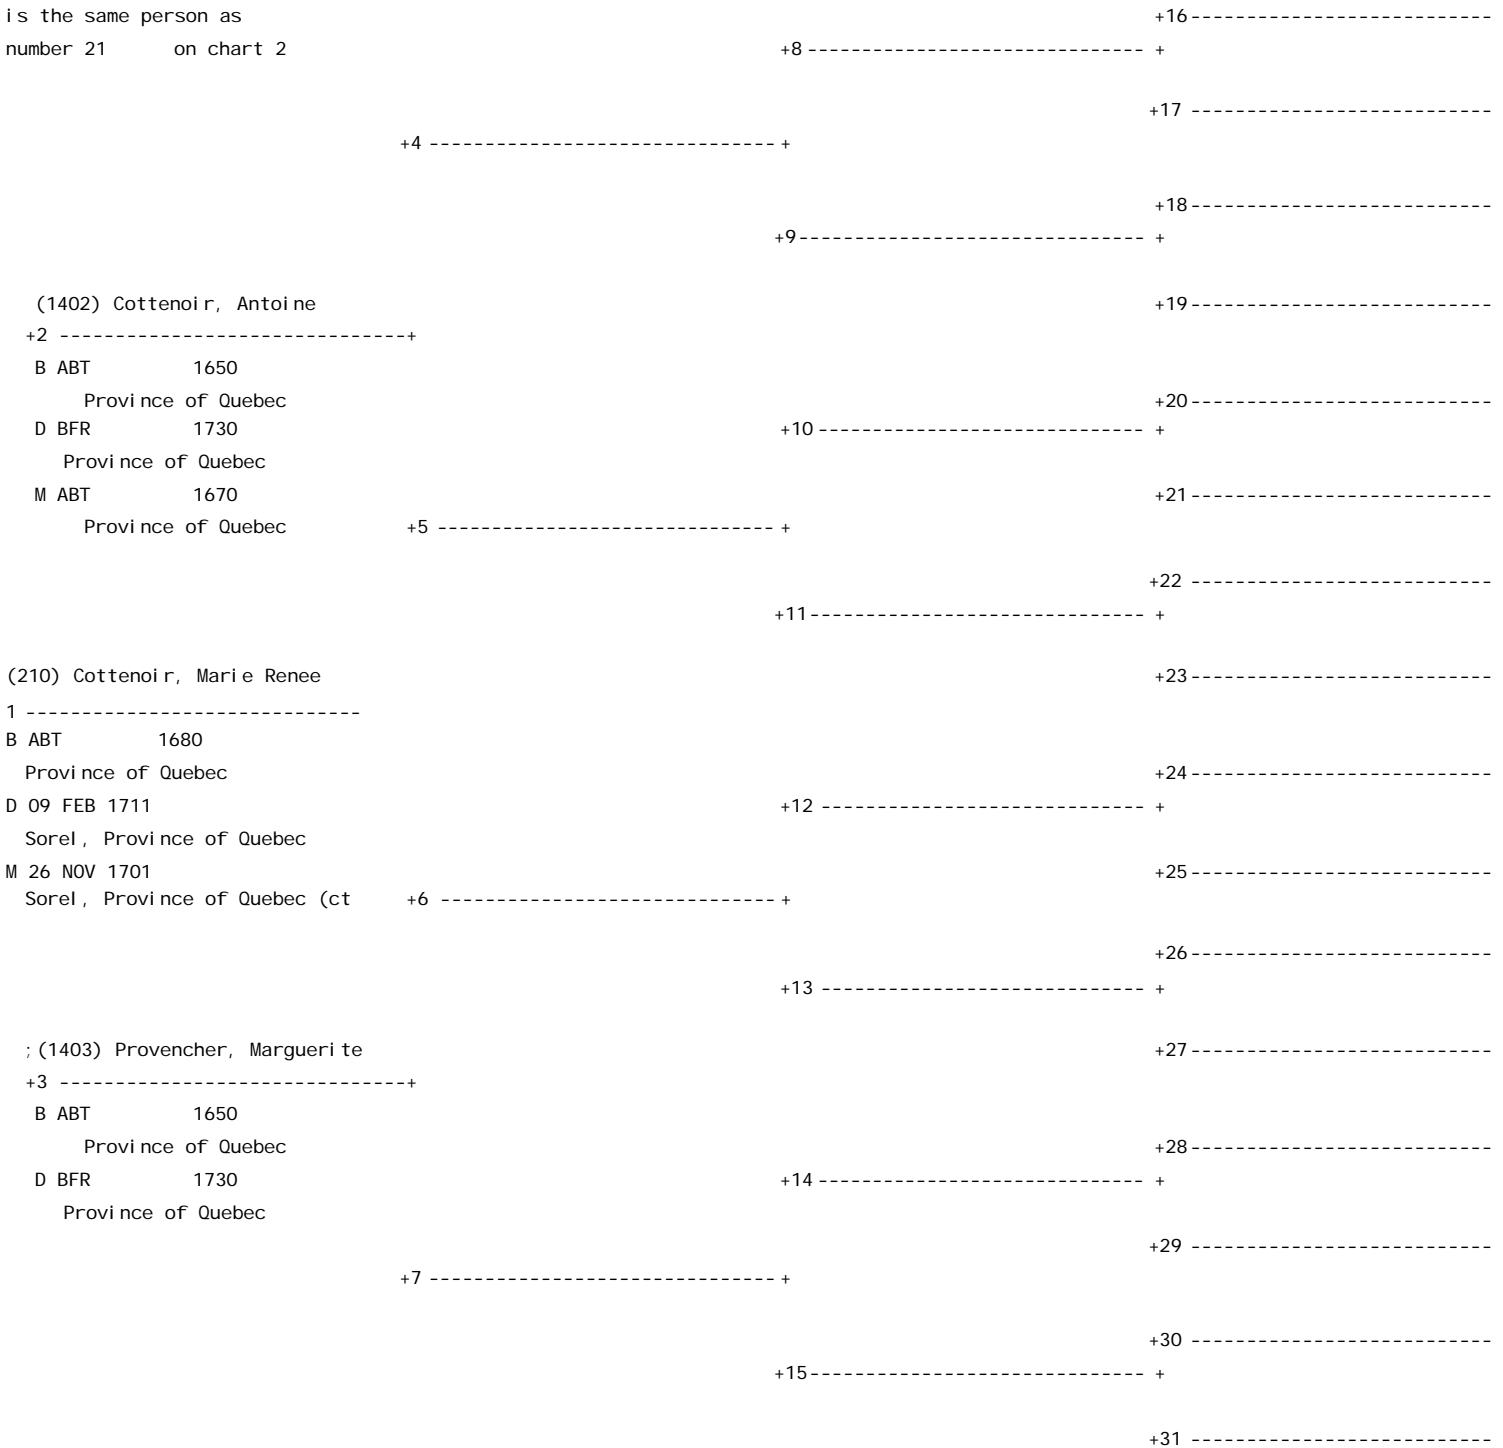 is the same person as
+16---------------------------
number 21 on chart 2
+8 ------------------------------ +
+17 ---------------------------
+4 ------------------------------- +
+18---------------------------
+9------------------------------- +
(1402) Cottenoir, Antoine
+19---------------------------
+2 -------------------------------+
B ABT 1650
Province of Quebec
+20---------------------------
D BFR 1730
+10 ----------------------------- +
Province of Quebec
M ABT 1670
+21---------------------------
Province of Quebec
+5 ------------------------------ +
+22 ---------------------------
+11------------------------------ +
(210) Cottenoir, Marie Renee
+23---------------------------
1 ------------------------------
B ABT 1680
Province of Quebec
+24---------------------------
D 09 FEB 1711
+12 ----------------------------- +
Sorel, Province of Quebec
M 26 NOV 1701
+25---------------------------
Sorel, Province of Quebec (ct
+6 ------------------------------ +
+26---------------------------
+13 ----------------------------- +
;(1403) Provencher, Marguerite
+27---------------------------
+3 -------------------------------+
B ABT 1650
Province of Quebec
+28---------------------------
D BFR 1730
+14 ----------------------------- +
Province of Quebec
+29 ---------------------------
+7 ------------------------------- +
+30 ---------------------------
+15------------------------------ +
+31 ---------------------------